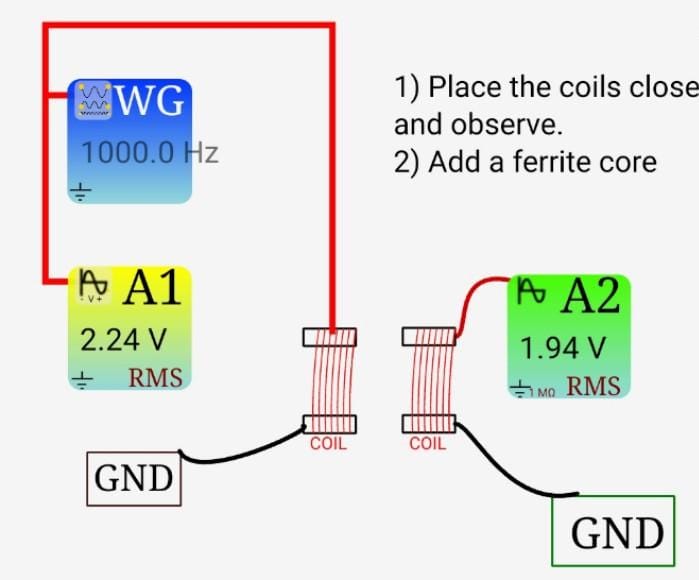 WG
1000.0 Hz
1) Place the coils close
and observe.
2) Add a ferrite core
A1
- V +
2.24 V
RMS
A2
1.94 V
1 MΩ RMS
COIL
COIL
GND
GND